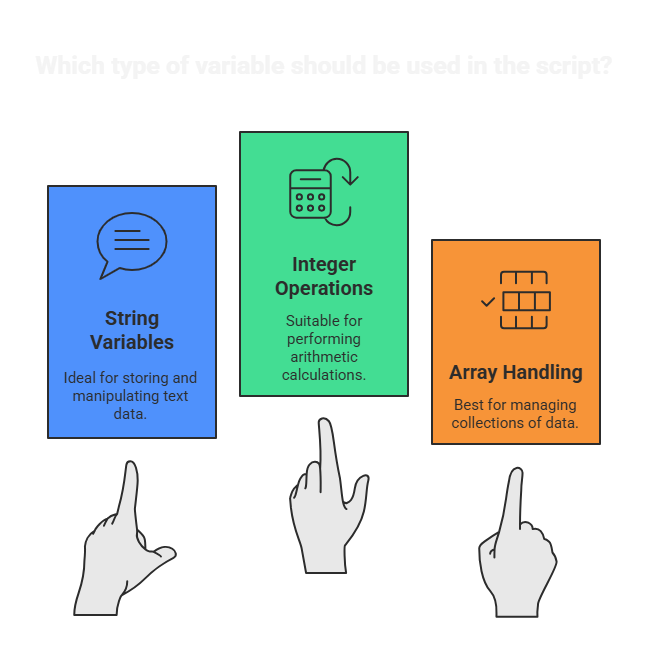 Which type of variable should be used in the script?
String
Variables
Ideal for storing and
manipulating text
data.
Integer
Operations
Suitable for
performing
arithmetic
calculations.
Array Handling
Best for managing
collections of data.